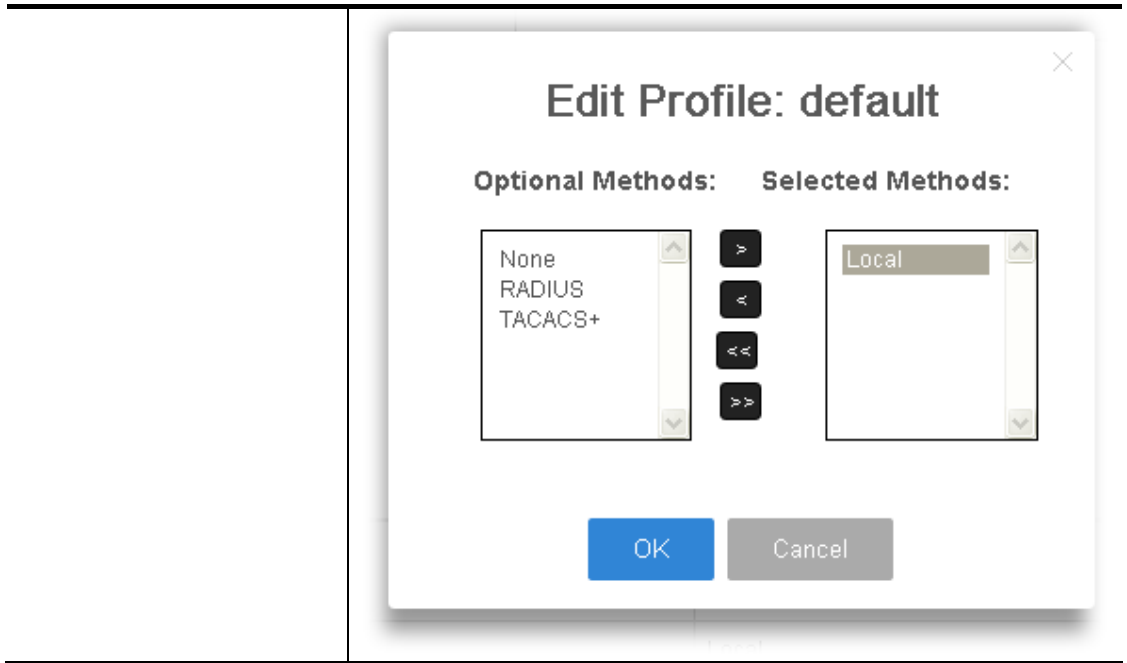 Edit Profile: default
Optional Methods: Selected Methods:
None
RADIUS
TACACS+
>
<
<<
>>
Local
OK Cancel